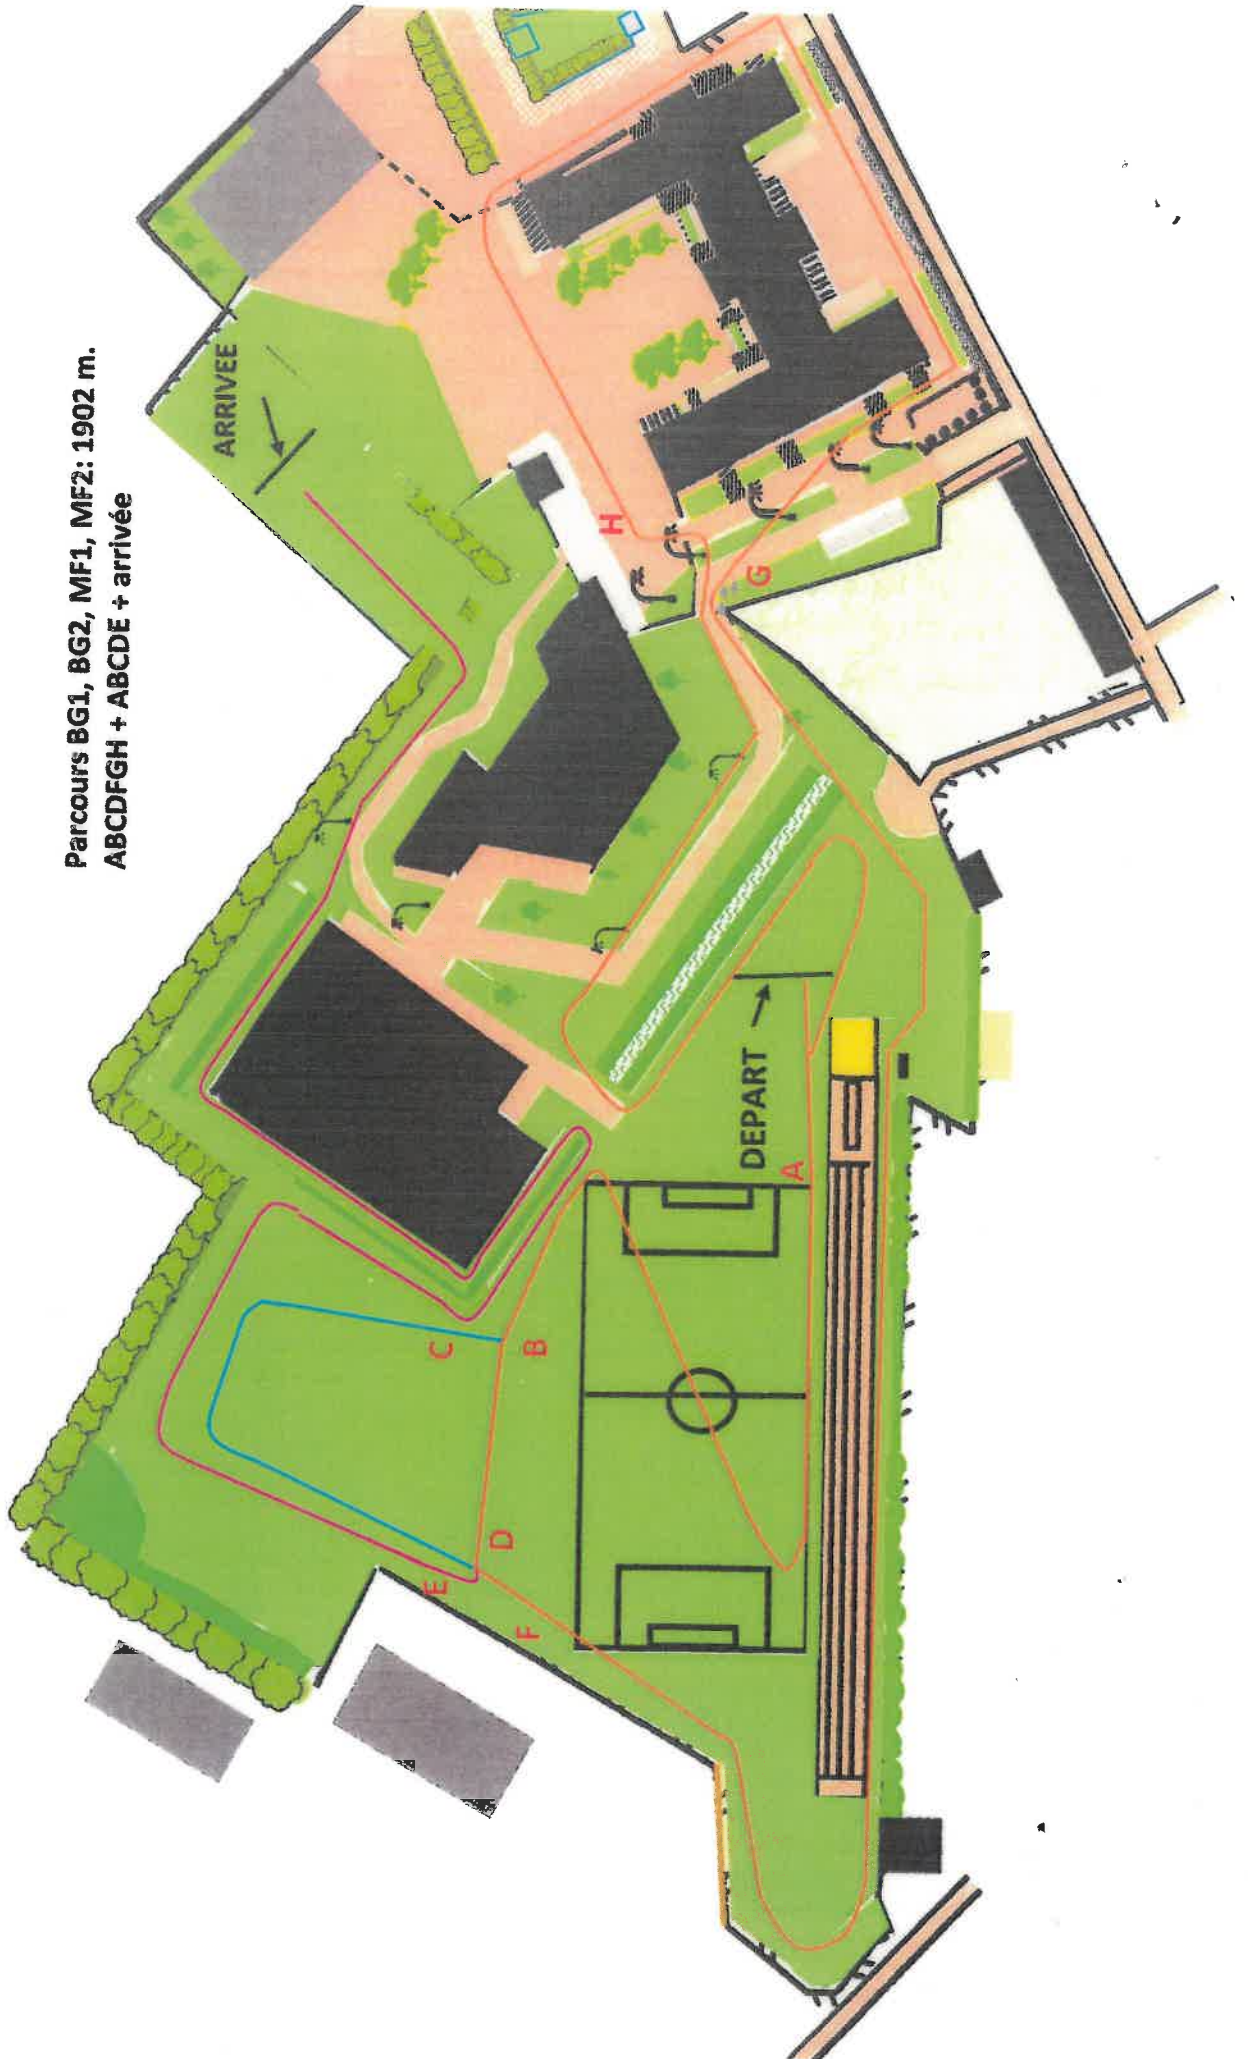 Parcours BG1, BG2, MF1, MF2: 1902 m.
ABCDFGH + ABCDE + arrivée
ARRIVEE
H
G
DEPART
A
C
B
D
E
F